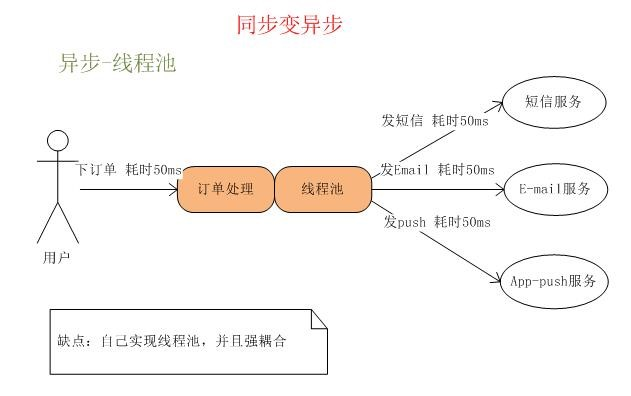 同步变异步
异步-线程池
短信服务
发短信 耗时50ms
下订单 耗时50ms
发Email 耗时50ms
订单处理
线程池
E-mail服务
发push 耗时50ms
用户
App-push服务
缺点：自己实现线程池，并且强耦合